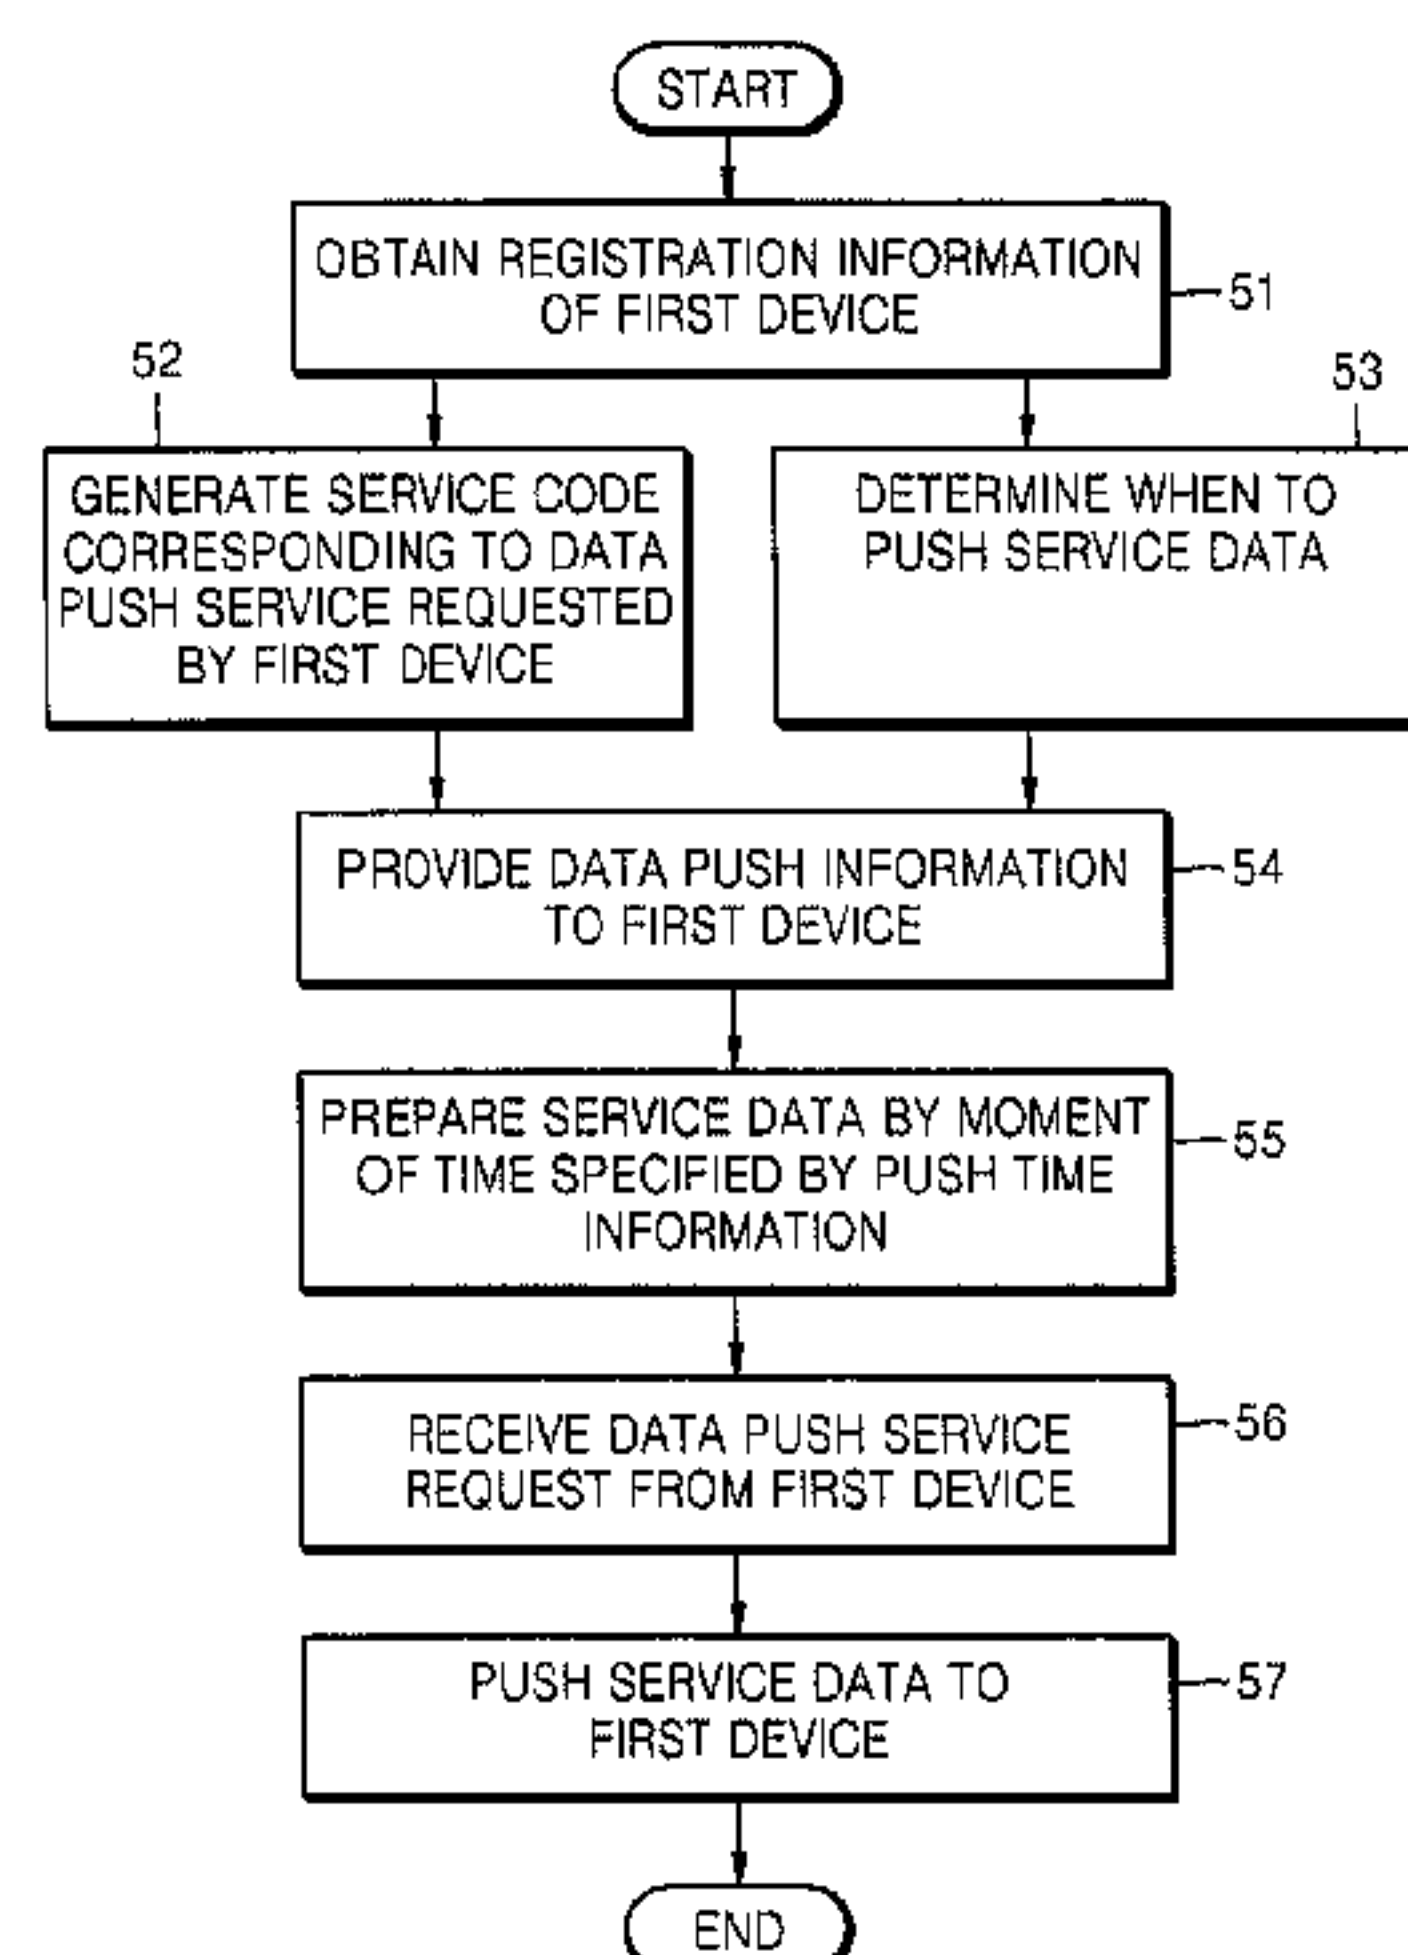 START
OBTAIN REGISTRATION INFORMATION
OF FIRST DEVICE
51
52
53
GENERATE SERVICE CODE
CORRESPONDING TO DATA
PUSH SERVICE REQUESTED
BY FIRST DEVICE
DETERMINE WHEN TO
PUSH SERVICE DATA
PROVIDE DATA PUSH INFORMATION
TO FIRST DEVICE
54
PREPARE SERVICE DATA BY MOMENT
OF TIME SPECIFIED BY PUSH TIME
INFORMATION
55
RECEIVE DATA PUSH SERVICE
REQUEST FROM FIRST DEVICE
56
PUSH SERVICE DATA TO
FIRST DEVICE
57
END